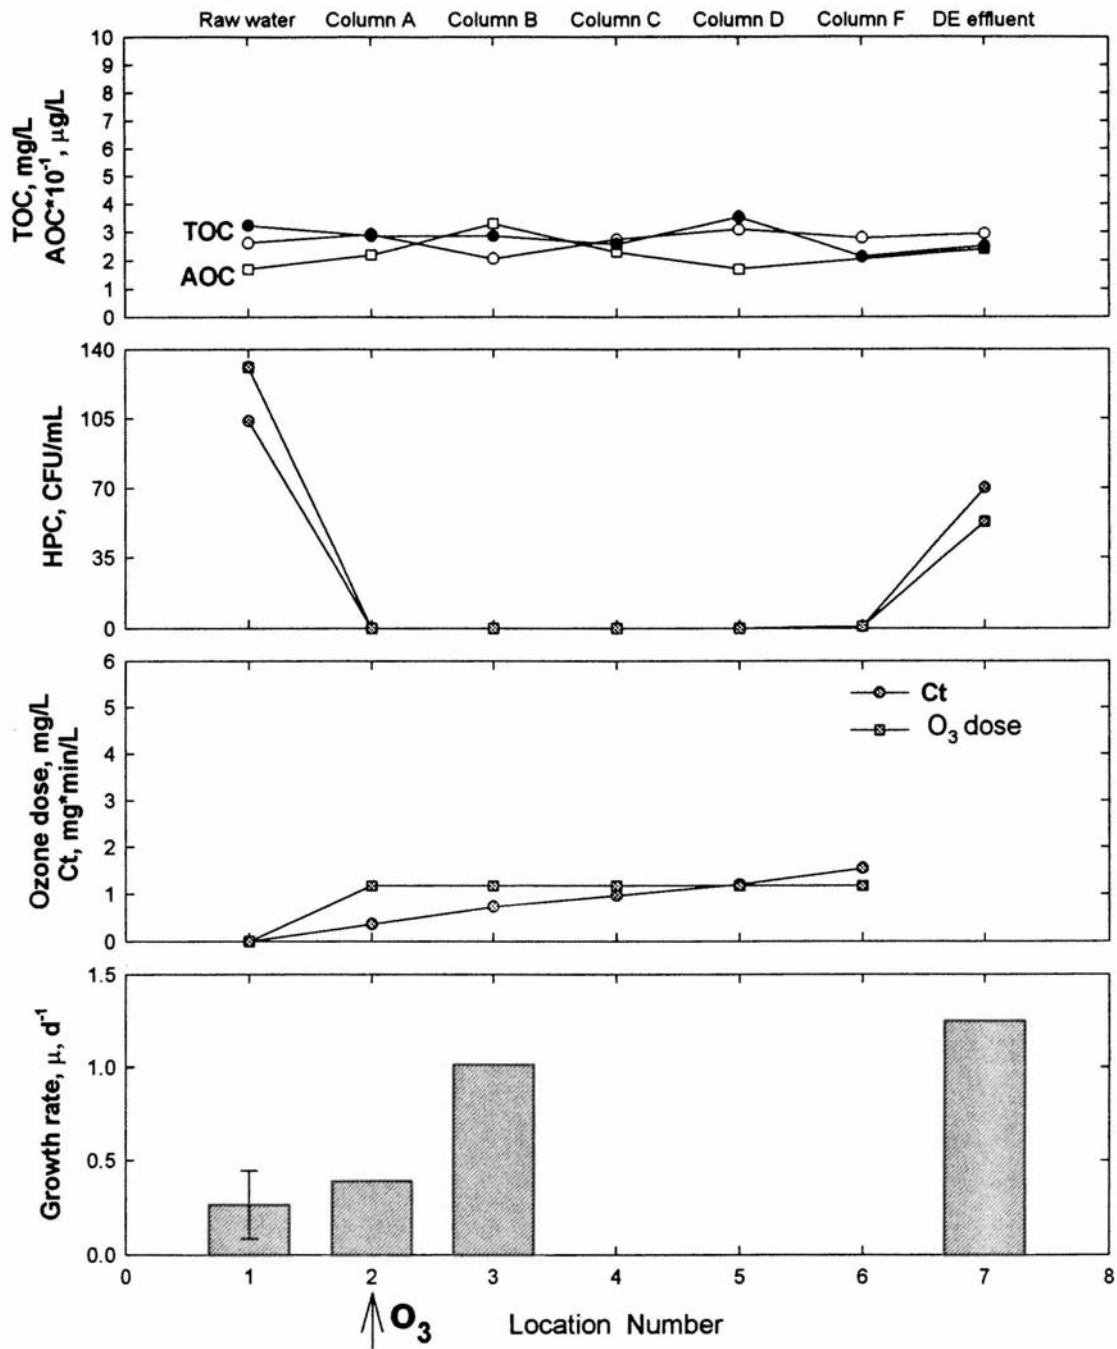 Raw water Column A Column B Column C Column D Column F DE effluent
TOC, mg/L
AOC*10⁻¹, µg/L
10
9
8
7
6
5
4
3
2
1
0
TOC
AOC
HPC, CFU/mL
140
105
70
35
0
Ozone dose, mg/L
Ct, mg*min/L
6
5
4
3
2
1
0
Ct
O₃ dose
Growth rate, µ, d⁻¹
1.5
1.0
0.5
0.0
0 1 2 3 4 5 6 7 8
O₃
Location Number